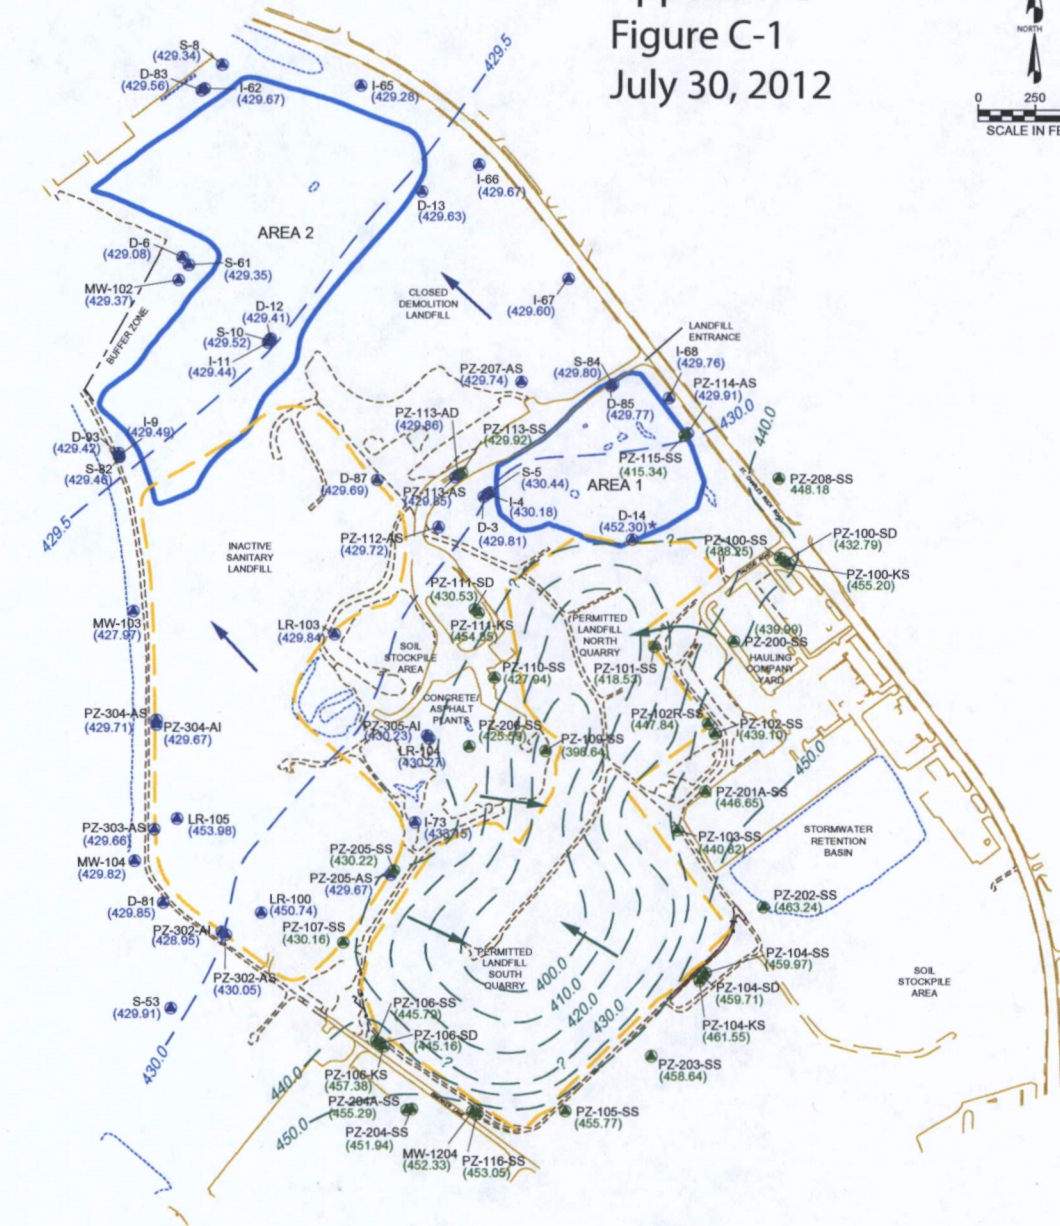 Figure C-1
July 30, 2012
NORTH
0 250
SCALE IN FE
429.5
S-8
(429.34)
D-83
(429.56)
I-62
(429.67)
I-65
(429.28)
I-66
(429.67)
D-13
(429.63)
AREA 2
D-6
(429.08)
S-61
(429.35)
MW-102
(429.37)
BUFFER ZONE
D-12
(429.41)
S-10
(429.52)
I-11
(429.44)
CLOSED
DEMOLITION
LANDFILL
I-67
(429.60)
LANDFILL
ENTRANCE
I-68
(429.76)
S-84
(429.80)
PZ-207-AS
(429.74)
D-85
(429.77)
PZ-114-AS
(429.91)
430.0
440.0
PZ-113-AD
(429.86)
PZ-113-SS
(429.92)
PZ-115-SS
(415.34)
I-9
(429.49)
D-93
(429.42)
S-82
(429.46)
D-87
(429.69)
PZ-113-AS
(429.85)
S-5
(430.44)
AREA 1
I-4
(430.18)
PZ-208-SS
448.18
429.5
D-3
(429.81)
D-14
(452.30)*
PZ-112-AS
(429.72)
?
PZ-100-SS
PZ-100-SD
(432.79)
PZ-100-KS
(455.20)
INACTIVE
SANITARY
LANDFILL
?
PZ-111-SD
(430.53)
PZ-111-KS
(454.85)
MW-103
(427.97)
LR-103
(429.84)
PERMITTED
LANDFILL
NORTH
QUARRY
(439.99)
PZ-200-SS
HAULING
COMPANY
YARD
SOIL
STOCKPILE
AREA
PZ-101-SS
(418.53)
PZ-110-SS
(427.94)
CONCRETE/
ASPHALT
PLANTS
PZ-304-AS
(429.71)
PZ-304-AI
(429.67)
PZ-305-AI
(430.23)
LR-104
(430.27)
PZ-206-SS
PZ-109-SS
(398.64)
PZ-102R-SS
(447.84)
PZ-102-SS
(439.10)
450.0
PZ-201A-SS
(446.65)
LR-105
(453.98)
PZ-303-AS
(429.66)
I-73
PZ-103-SS
(440.82)
STORMWATER
RETENTION
BASIN
MW-104
(429.82)
PZ-205-SS
(430.22)
PZ-205-AS
(429.67)
D-81
(429.85)
LR-100
(450.74)
PZ-202-SS
(463.24)
PZ-107-SS
(430.16)
PZ-302-AI
(428.95)
PZ-302-AS
(430.05)
PERMITTED
LANDFILL
SOUTH
QUARRY
400.0
410.0
420.0
430.0
PZ-104-SS
(459.97)
PZ-104-SD
(459.71)
PZ-104-KS
(461.55)
SOIL
STOCKPILE
AREA
S-53
(429.91)
430.0
PZ-106-SS
(445.79)
PZ-106-SD
(445.16)
?
?
PZ-203-SS
(458.64)
440.0
PZ-106-KS
(457.38)
PZ-204A-SS
(455.29)
PZ-204-SS
(451.94)
450.0
MW-1204
(452.33)
PZ-116-SS
(453.05)
PZ-105-SS
(455.77)